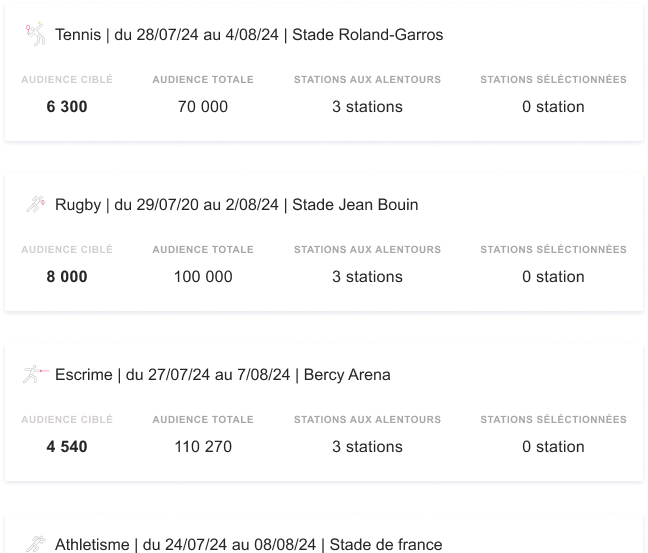 Tennis | du 28/07/24 au 4/08/24 | Stade Roland-Garros
AUDIENCE CIBLÉ AUDIENCE TOTALE STATIONS AUX ALENTOURS STATIONS SÉLÉCTIONNÉES
6 300 70 000 3 stations 0 station
Rugby | du 29/07/20 au 2/08/24 | Stade Jean Bouin
AUDIENCE CIBLÉ AUDIENCE TOTALE STATIONS AUX ALENTOURS STATIONS SÉLÉCTIONNÉES
8 000 100 000 3 stations 0 station
Escrime | du 27/07/24 au 7/08/24 | Bercy Arena
AUDIENCE CIBLÉ AUDIENCE TOTALE STATIONS AUX ALENTOURS STATIONS SÉLÉCTIONNÉES
4 540 110 270 3 stations 0 station
Athletisme | du 24/07/24 au 08/08/24 | Stade de france